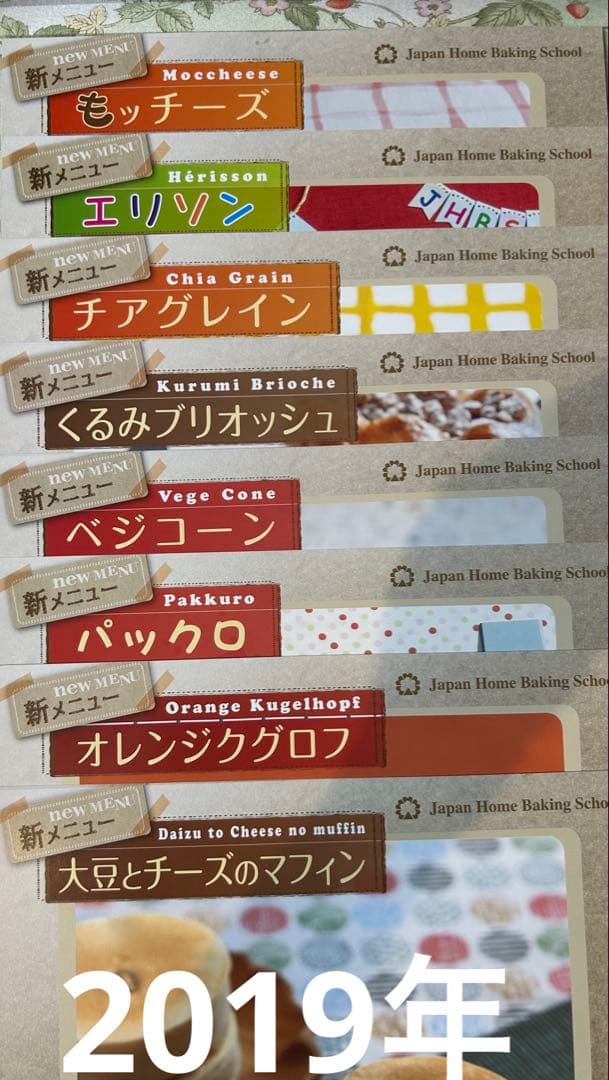 new MENU
新メニュー
Moccheese
もッチーズ
Japan Home Baking School
new MENU
新メニュー
Hérisson
エリソン
Japan Home Baking School
JHBS
new MENU
新メニュー
Chia Grain
チアグレイン
Japan Home Baking School
new MENU
新メニュー
Kurumi Brioche
くるみブリオッシュ
Japan Home Baking School
new MENU
新メニュー
Vege Cone
ベジコーン
Japan Home Baking School
new MENU
新メニュー
Pakkuro
パックロ
Japan Home Baking School
new MENU
新メニュー
Orange Kugelhopf
オレンジクグロフ
Japan Home Baking Scho
new MENU
新メニュー
Daizu to Cheese no muffin
大豆とチーズのマフィン
Japan Home Baking Scho
2019年